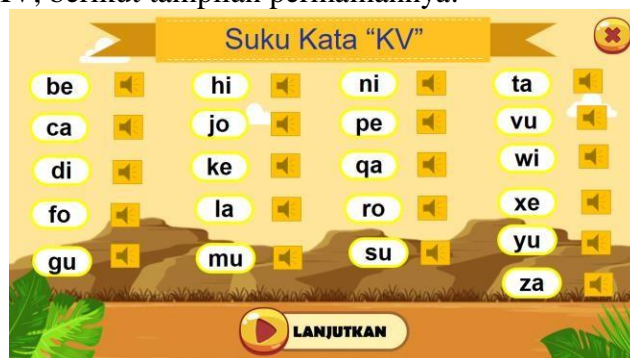 KV, berikut tampilan permainannya.
Suku Kata “KV”
be
ca
di
fo
gu
hi
jo
ke
la
mu
ni
pe
qa
ro
su
ta
vu
wi
xe
yu
za
LANJUTKAN